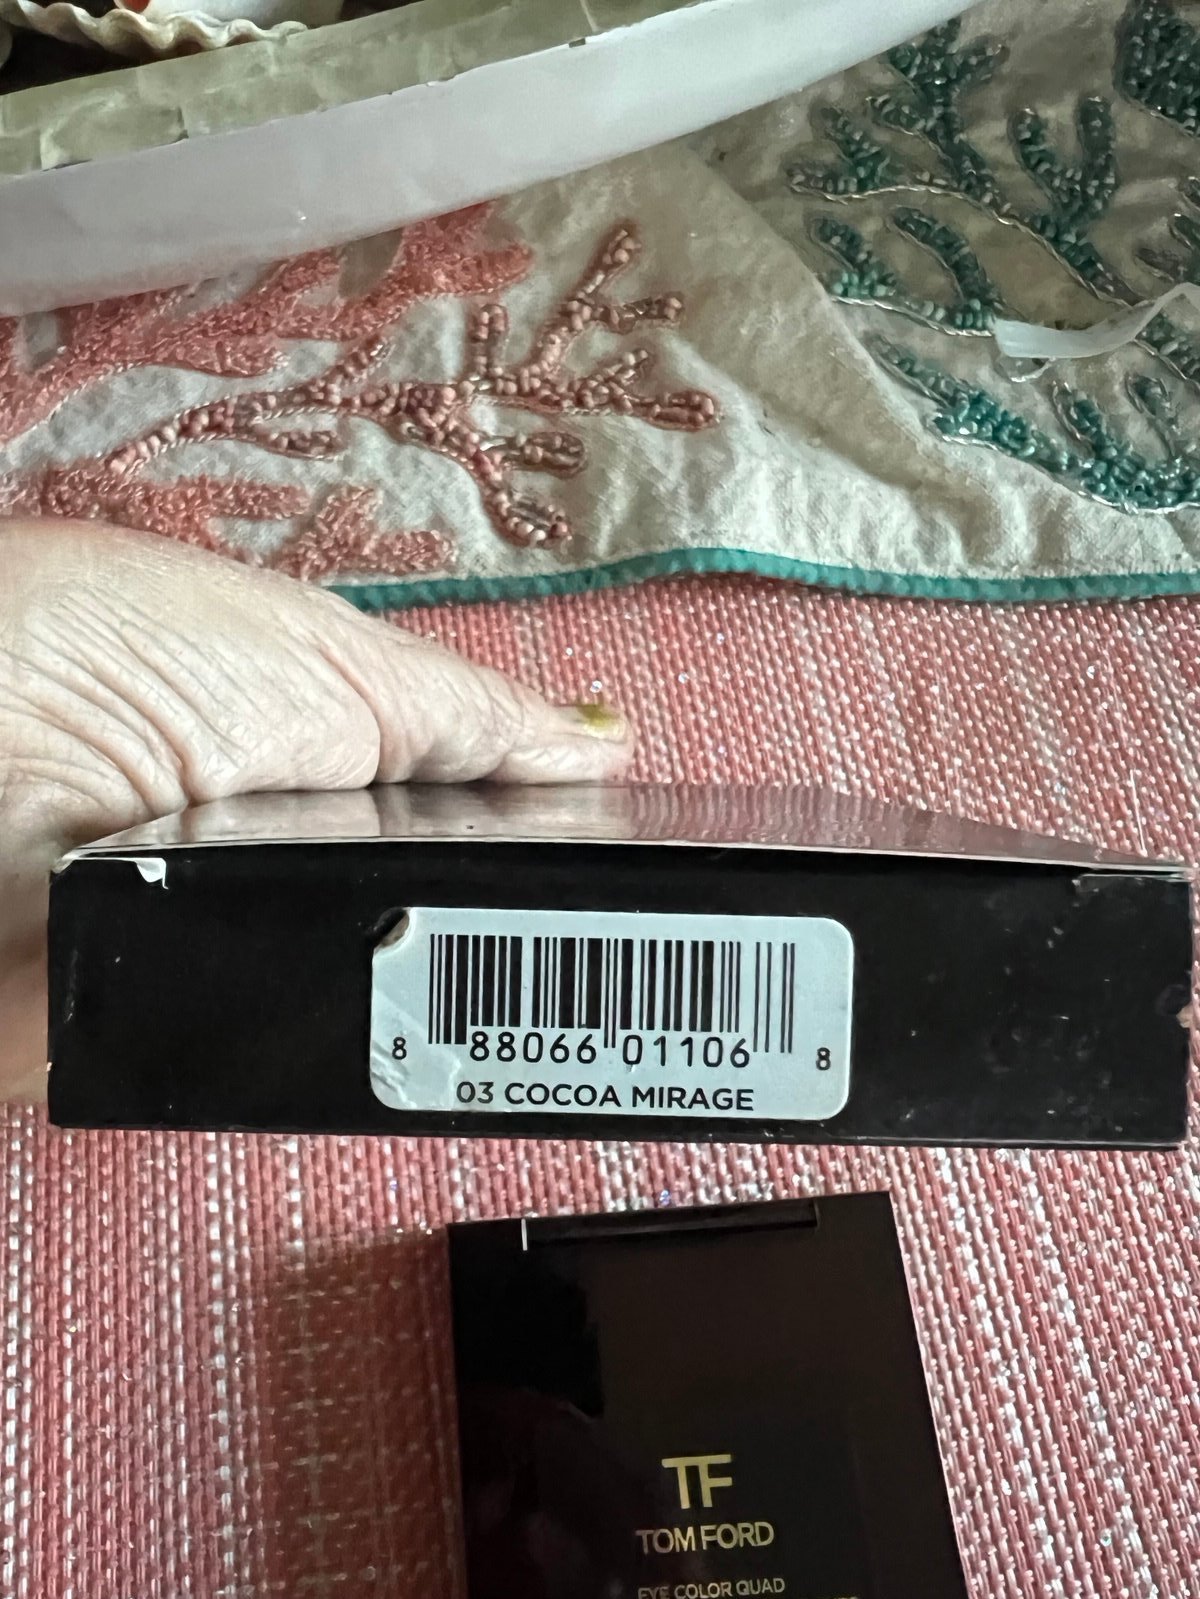 8 88066 01106 8
03 COCOA MIRAGE
TF
TOM FORD
EYE COLOR QUAD